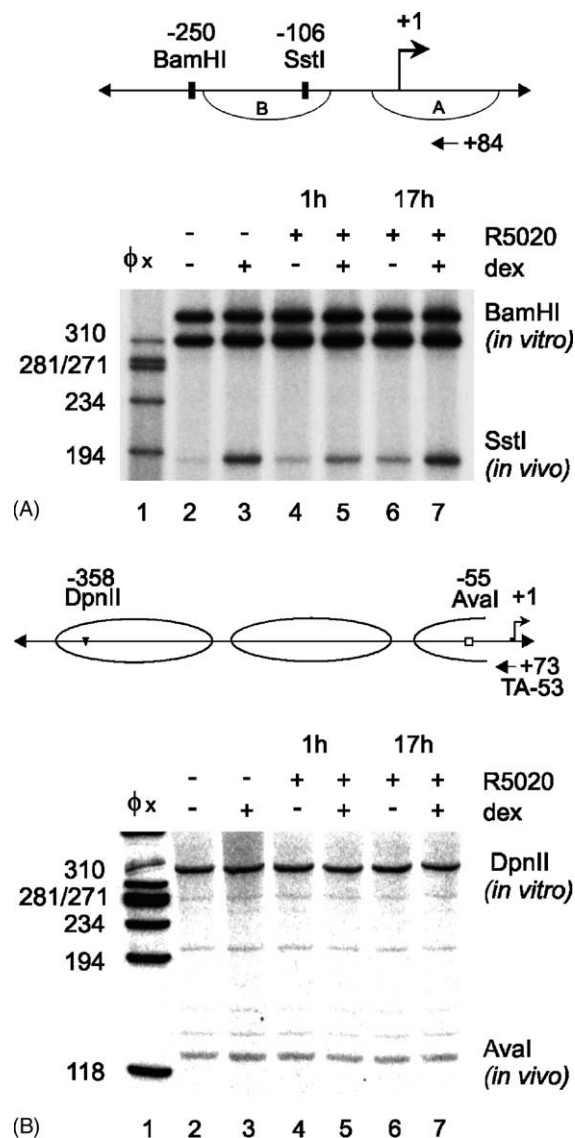 +1
-250 -106
BamHI SstI
B A
+84
1h 17h
- - + + + + R5020
- + - + - + dex
ϕx
BamHI
(in vitro)
310
281/271
234
194
SstI
(in vivo)
(A) 1 2 3 4 5 6 7
-358 -55
DpnII AvaI +1
+73
TA-53
1h 17h
- - + + + + R5020
- + - + - + dex
ϕx
DpnII
(in vitro)
310
281/271
234
194
118
AvaI
(in vivo)
(B) 1 2 3 4 5 6 7